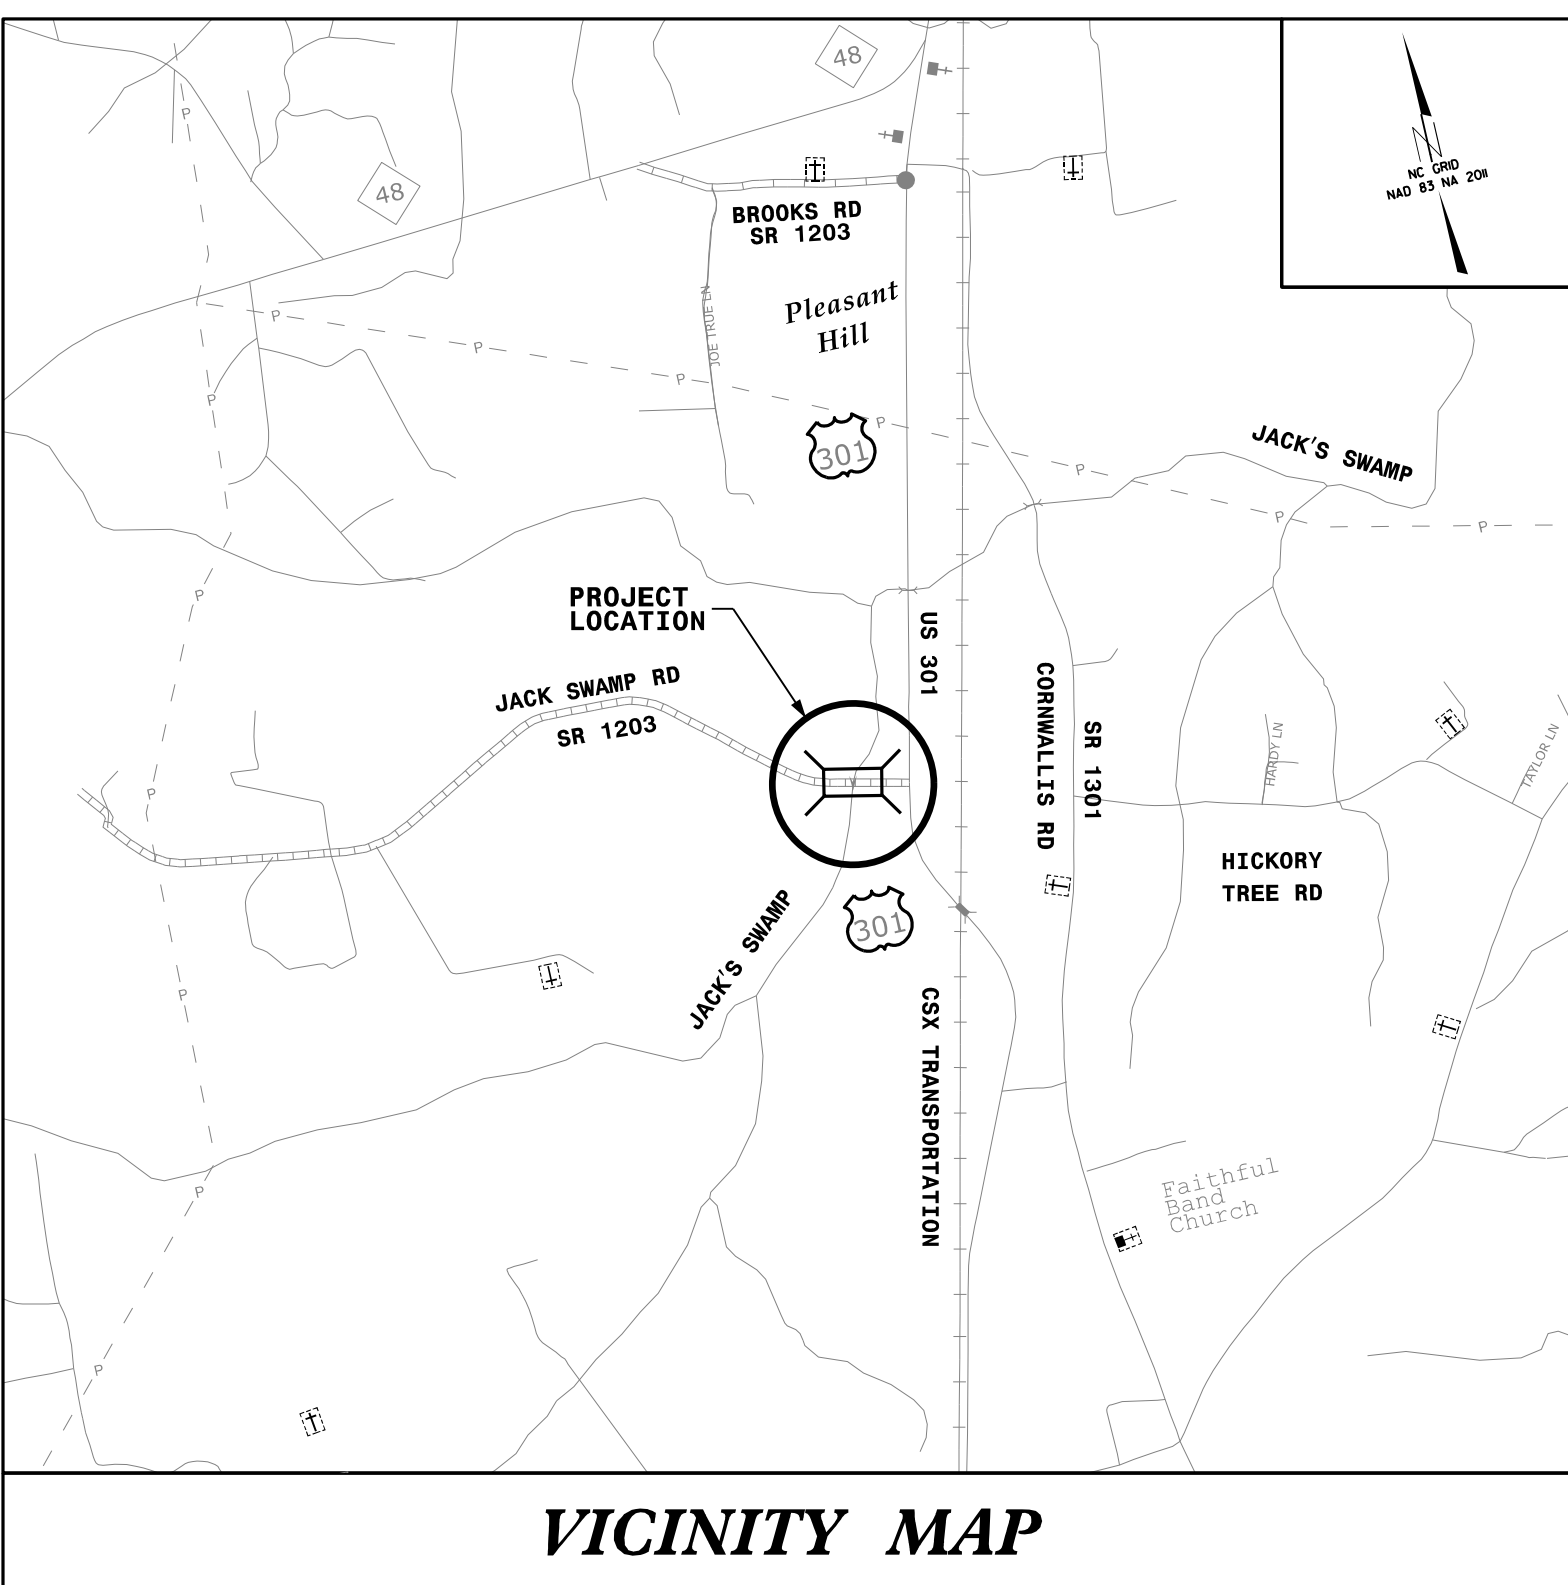 48
P
48
NC GRID
NAD 83 NA 2011
BROOKS RD
SR 1203
Pleasant
Hill
JOE TRUE LN
P
P
P
P
P
301
P
JACK'S SWAMP
P
P
P
PROJECT
LOCATION
US 301
JACK SWAMP RD
SR 1203
CORNWALLIS RD
SR 1301
HARDY LN
TAYLOR LN
P
HICKORY
TREE RD
301
JACK'S SWAMP
P
CSX TRANSPORTATION
Faithful
Band
Church
P
P
VICINITY MAP